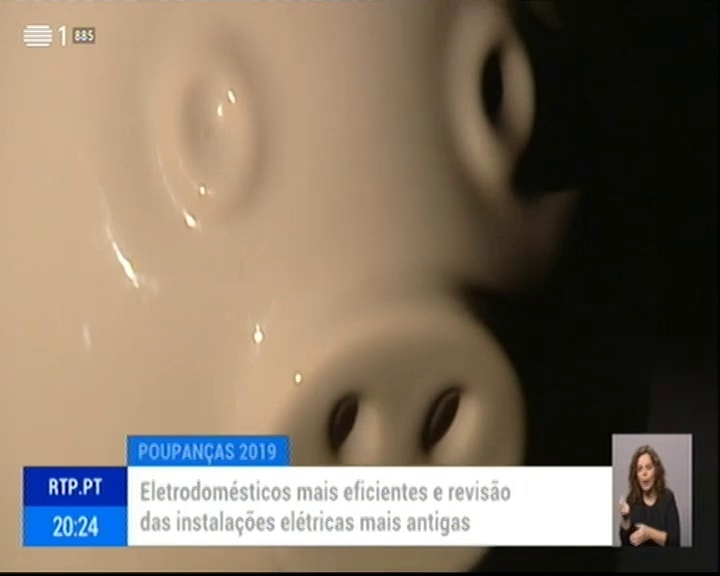 1 885
POUPANÇAS 2019
RTP.PT
20:24
Eletrodomésticos mais eficientes e revisão
das instalações elétricas mais antigas